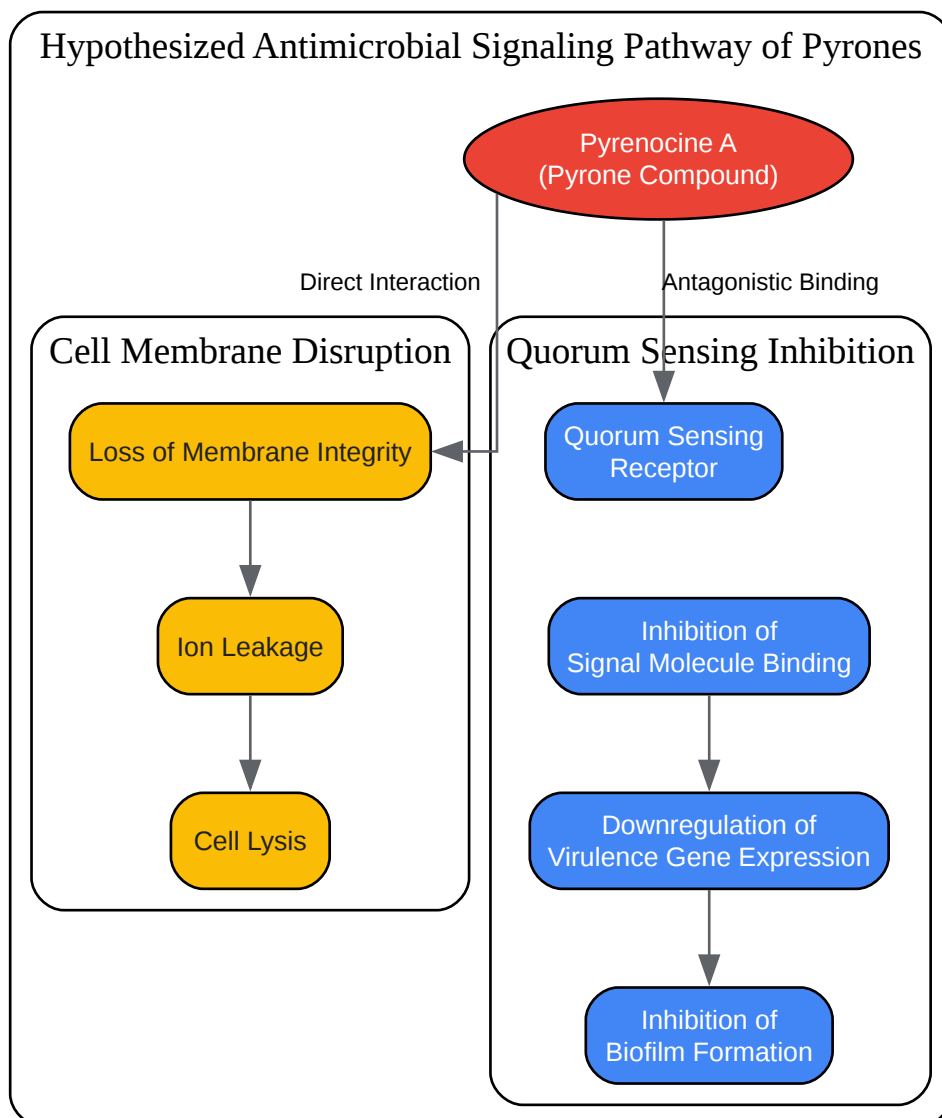 Hypothesized Antimicrobial Signaling Pathway of Pyrones
Pyrenocine A
(Pyrone Compound)
Direct Interaction
Antagonistic Binding
Cell Membrane Disruption
Loss of Membrane Integrity
Ion Leakage
Cell Lysis
Quorum Sensing Inhibition
Quorum Sensing
Receptor
Inhibition of
Signal Molecule Binding
Downregulation of
Virulence Gene Expression
Inhibition of
Biofilm Formation